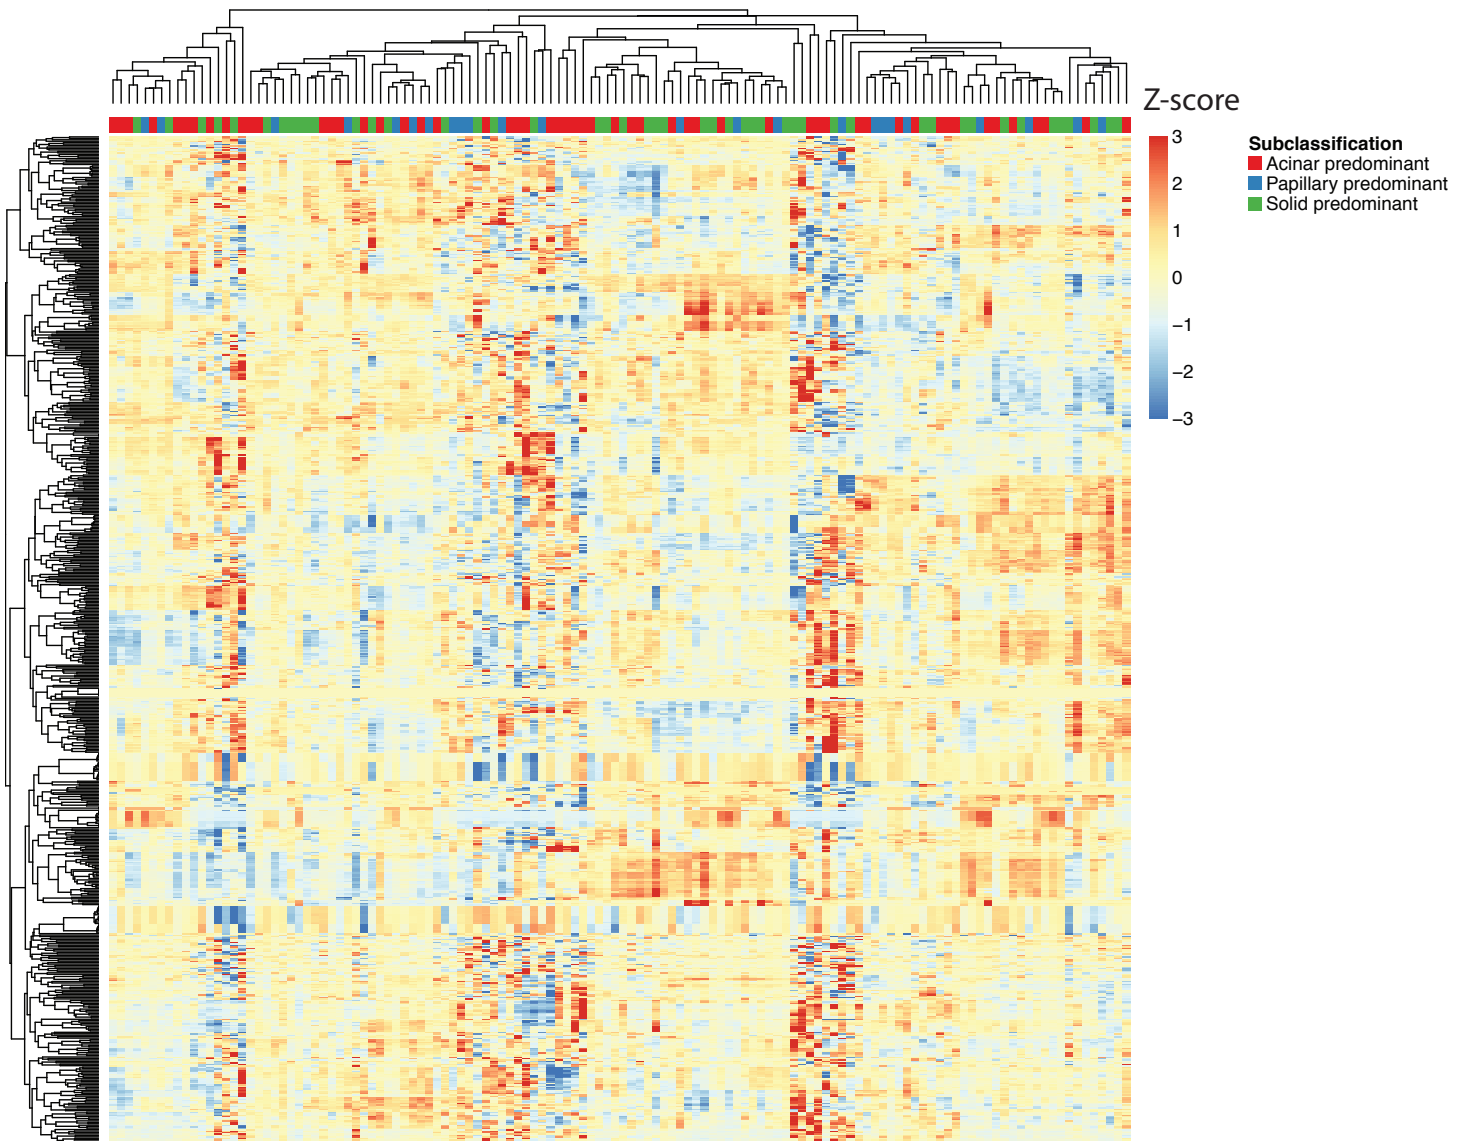 Z-score
3
2
1
0
−1
−2
−3
Subclassification
Acinar predominant
Papillary predominant
Solid predominant